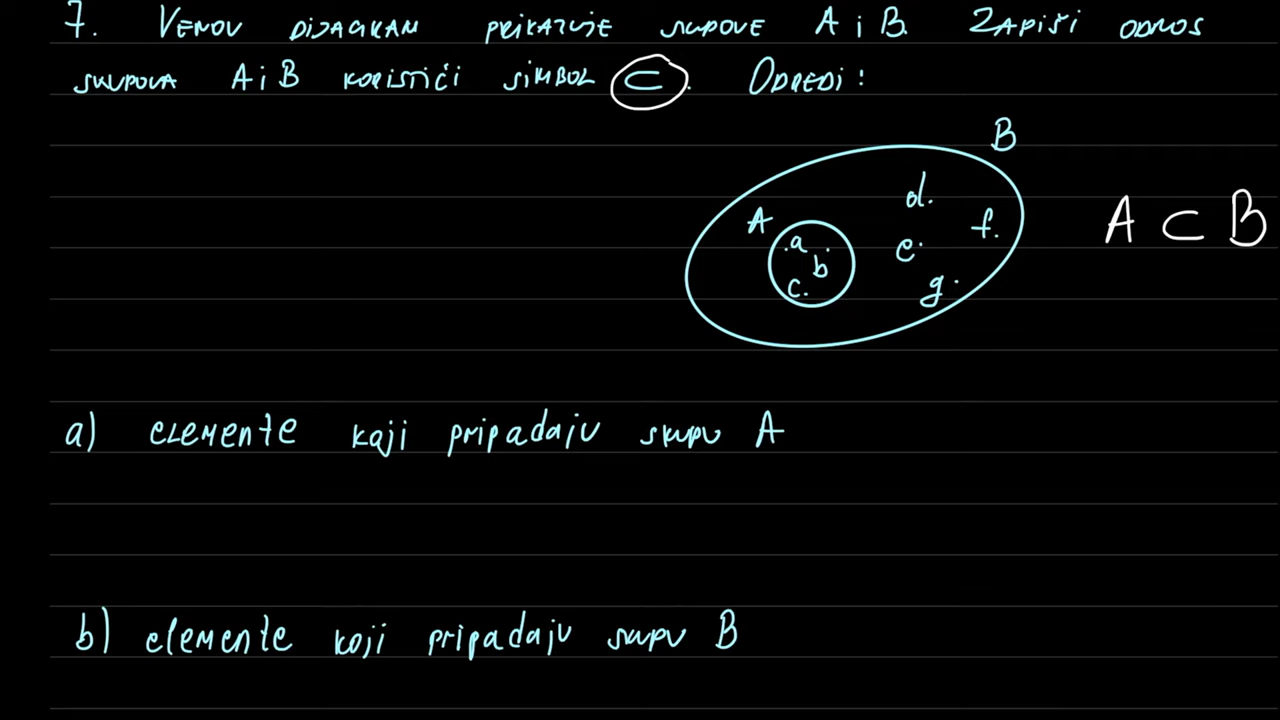 7. VENOV DIJAGRAM PRIKAZUJE SKUPOVE A i B. ZAPIŠI ODNOS
SKUPOVA A i B KORISTIĆI SIMBOL ⊂. ODREDI:
B
d
A
f
a
e
b
c
g
A ⊂ B
a) ELEMENTE koji pripadaju skupu A
b) elemente koji pripadaju skupu B